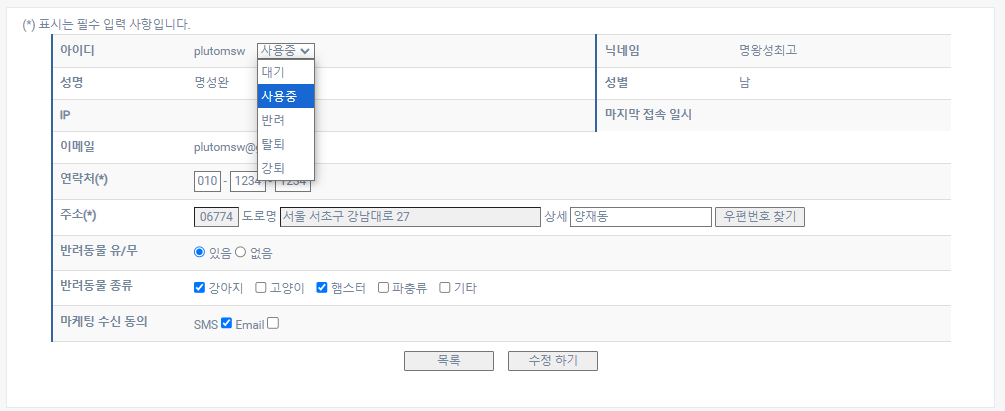 (*) 표시는 필수 입력 사항입니다.
아이디 plutomsw 사용중 닉네임 명왕성최고
대기
사용중
반려
탈퇴
강퇴
성명 명성완 성별 남
IP 마지막 접속 일시
이메일 plutomsw@
연락처(*) 010 - 1234 - 1234
주소(*) 06774 도로명 서울 서초구 강남대로 27 상세 양재동 우편번호 찾기
반려동물 유/무 있음 없음
반려동물 종류 강아지 고양이 햄스터 파충류 기타
마케팅 수신 동의 SMS Email
목록 수정 하기